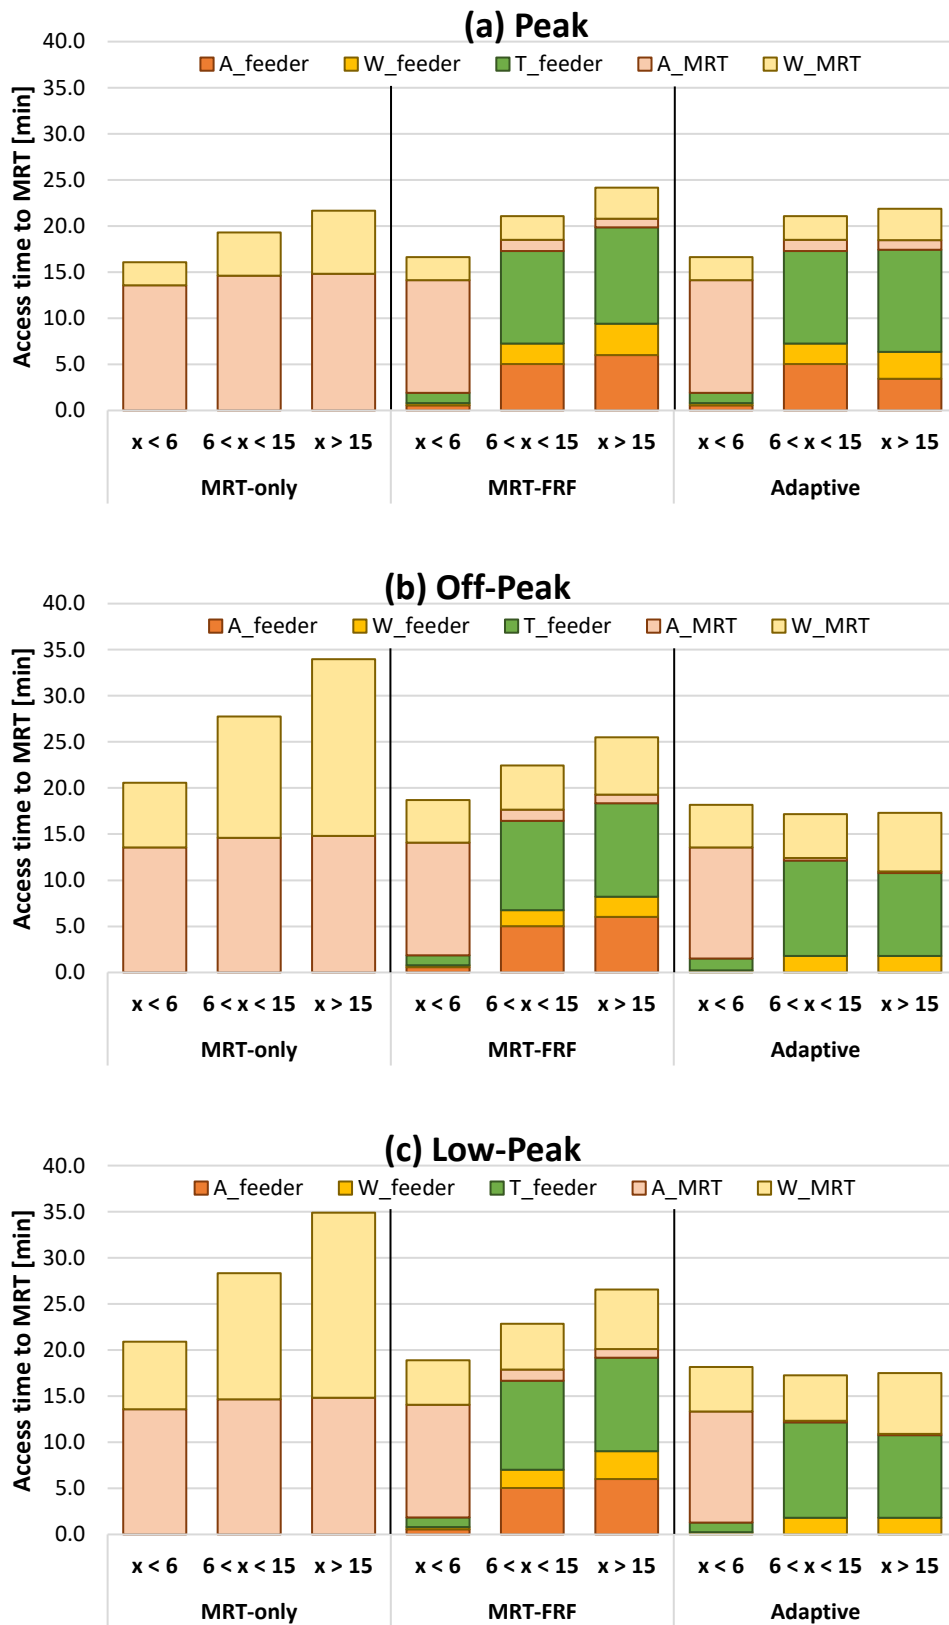 (a) Peak
Access time to MRT [min]
40.0
35.0
30.0
25.0
20.0
15.0
10.0
5.0
0.0
A_feeder W_feeder T_feeder A_MRT W_MRT
x < 6 6 < x < 15 x > 15 x < 6 6 < x < 15 x > 15 x < 6 6 < x < 15 x > 15
MRT-only MRT-FRF Adaptive
(b) Off-Peak
Access time to MRT [min]
40.0
35.0
30.0
25.0
20.0
15.0
10.0
5.0
0.0
A_feeder W_feeder T_feeder A_MRT W_MRT
x < 6 6 < x < 15 x > 15 x < 6 6 < x < 15 x > 15 x < 6 6 < x < 15 x > 15
MRT-only MRT-FRF Adaptive
(c) Low-Peak
Access time to MRT [min]
40.0
35.0
30.0
25.0
20.0
15.0
10.0
5.0
0.0
A_feeder W_feeder T_feeder A_MRT W_MRT
x < 6 6 < x < 15 x > 15 x < 6 6 < x < 15 x > 15 x < 6 6 < x < 15 x > 15
MRT-only MRT-FRF Adaptive